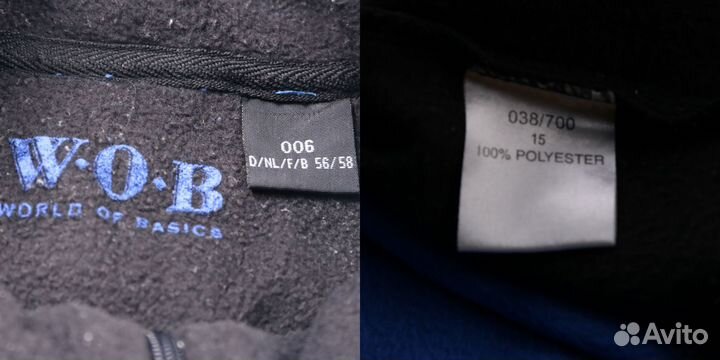 W·O·B
WORLD OF BASICS
006
D/NL/F/B 56/58
038/700
15
100% POLYESTER
Avito